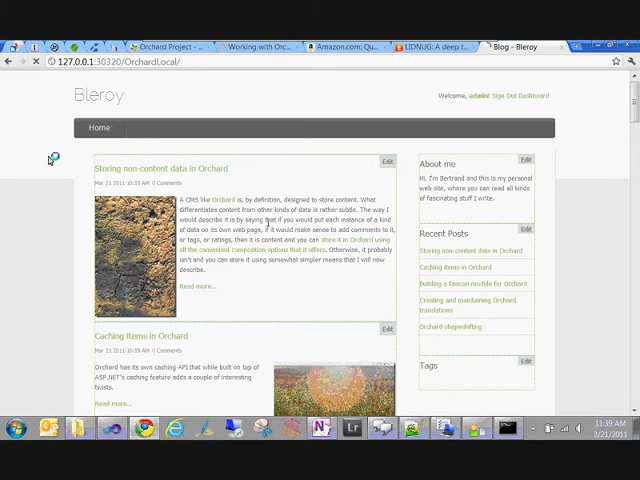 Orchard Project -
Working with Orc...
Amazon.com: Qu...
LIDNUG: A deep t
Blog - Bleroy
127.0.0.1:30320/OrchardLocal/
Bleroy
Welcome, admin! Sign Out Dashboard
Home
Edit
Storing non-content data in Orchard
Mar 21 2011 10:39 AM 0 Comments
A CMS like Orchard is, by definition, designed to store content. What
differentiates content from other kinds of data is rather subtle. The way I
would describe it is by saying that if you would put each instance of a kind
of data on its own web page, if it would make sense to add comments to it,
or tags, or ratings, then it is content and you can store it in Orchard using
all the convenient composition options that it offers. Otherwise, it probably
isn't and you can store it using somewhat simpler means that I will now
describe.
Read more...
Edit
Caching items in Orchard
Mar 21 2011 10:39 AM 0 Comments
Orchard has its own caching API that while built on top of
ASP.NET's caching feature adds a couple of interesting
twists.
Read more...
Edit
About me
Hi, I'm Bertrand and this is my personal
web site, where you can read all kinds
of fascinating stuff I write.
Edit
Recent Posts
Storing non-content data in Orchard
Caching items in Orchard
Building a favicon module for Orchard
Creating and maintaining Orchard
translations
Orchard shapeshifting
Edit
Tags
Lr
11:39 AM
3/21/2011